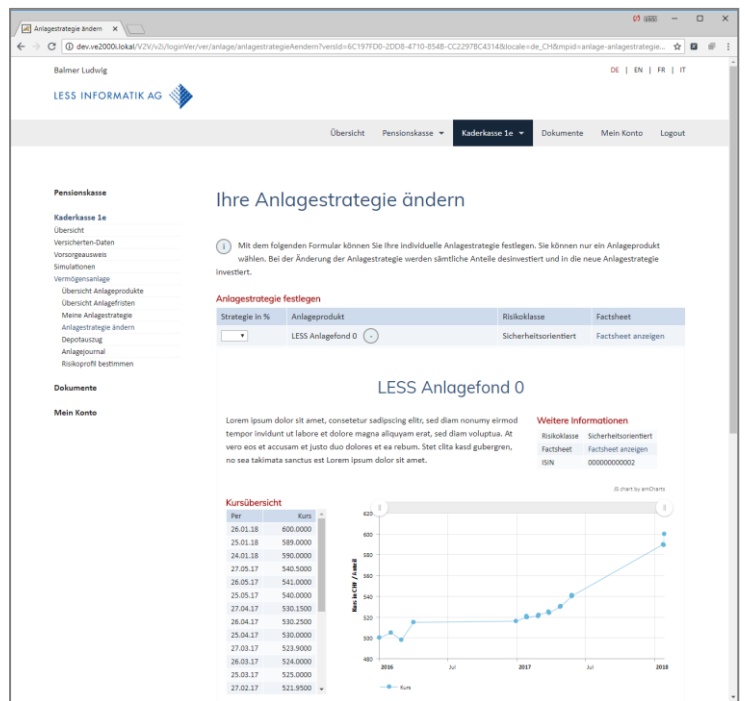 Anlagestrategie ändern
dev.ve2000i.lokal/V2V/v2i/loginVer/ver/anlage/anlagestrategieAendern?versId=6C197FD0-2DD8-4710-854B-CC22978C4314&locale=de_CH&mpid=anlage-anlagestrategie...
Balmer Ludwig
DE | EN | FR | IT
LESS INFORMATIK AG
Übersicht Pensionskasse Kaderkasse 1e Dokumente Mein Konto Logout
Pensionskasse
Kaderkasse 1e
Übersicht
Versicherten-Daten
Vorsorgeausweis
Simulationen
Vermögensanlage
Übersicht Anlageprodukte
Übersicht Anlagefristen
Meine Anlagestrategie
Anlagestrategie ändern
Depotauszug
Anlagejournal
Risikoprofil bestimmen
Dokumente
Mein Konto
Ihre Anlagestrategie ändern
i Mit dem folgenden Formular können Sie Ihre individuelle Anlagestrategie festlegen. Sie können nur ein Anlageprodukt
wählen. Bei der Änderung der Anlagestrategie werden sämtliche Anteile desinvestiert und in die neue Anlagestrategie
investiert.
Anlagestrategie festlegen
Strategie in % Anlageprodukt Risikoklasse Factsheet
LESS Anlagefond 0 - Sicherheitsorientiert Factsheet anzeigen
LESS Anlagefond 0
Lorem ipsum dolor sit amet, consetetur sadipscing elitr, sed diam nonumy eirmod
tempor invidunt ut labore et dolore magna aliquyam erat, sed diam voluptua. At
vero eos et accusam et justo duo dolores et ea rebum. Stet clita kasd gubergren,
no sea takimata sanctus est Lorem ipsum dolor sit amet.
Weitere Informationen
Risikoklasse Sicherheitsorientiert
Factsheet Factsheet anzeigen
ISIN 000000000002
JS chart by amCharts
Kursübersicht
Per Kurs
26.01.18 600.0000
25.01.18 589.0000
24.01.18 590.0000
27.05.17 540.5000
26.05.17 541.0000
25.05.17 540.0000
27.04.17 530.1500
26.04.17 530.2500
25.04.17 530.0000
27.03.17 523.9000
26.03.17 524.0000
25.03.17 525.0000
27.02.17 521.9500
Kurs in CHF / Anteil
620
600
580
560
540
520
500
480
2016 Jul 2017 Jul 2018
Kurs